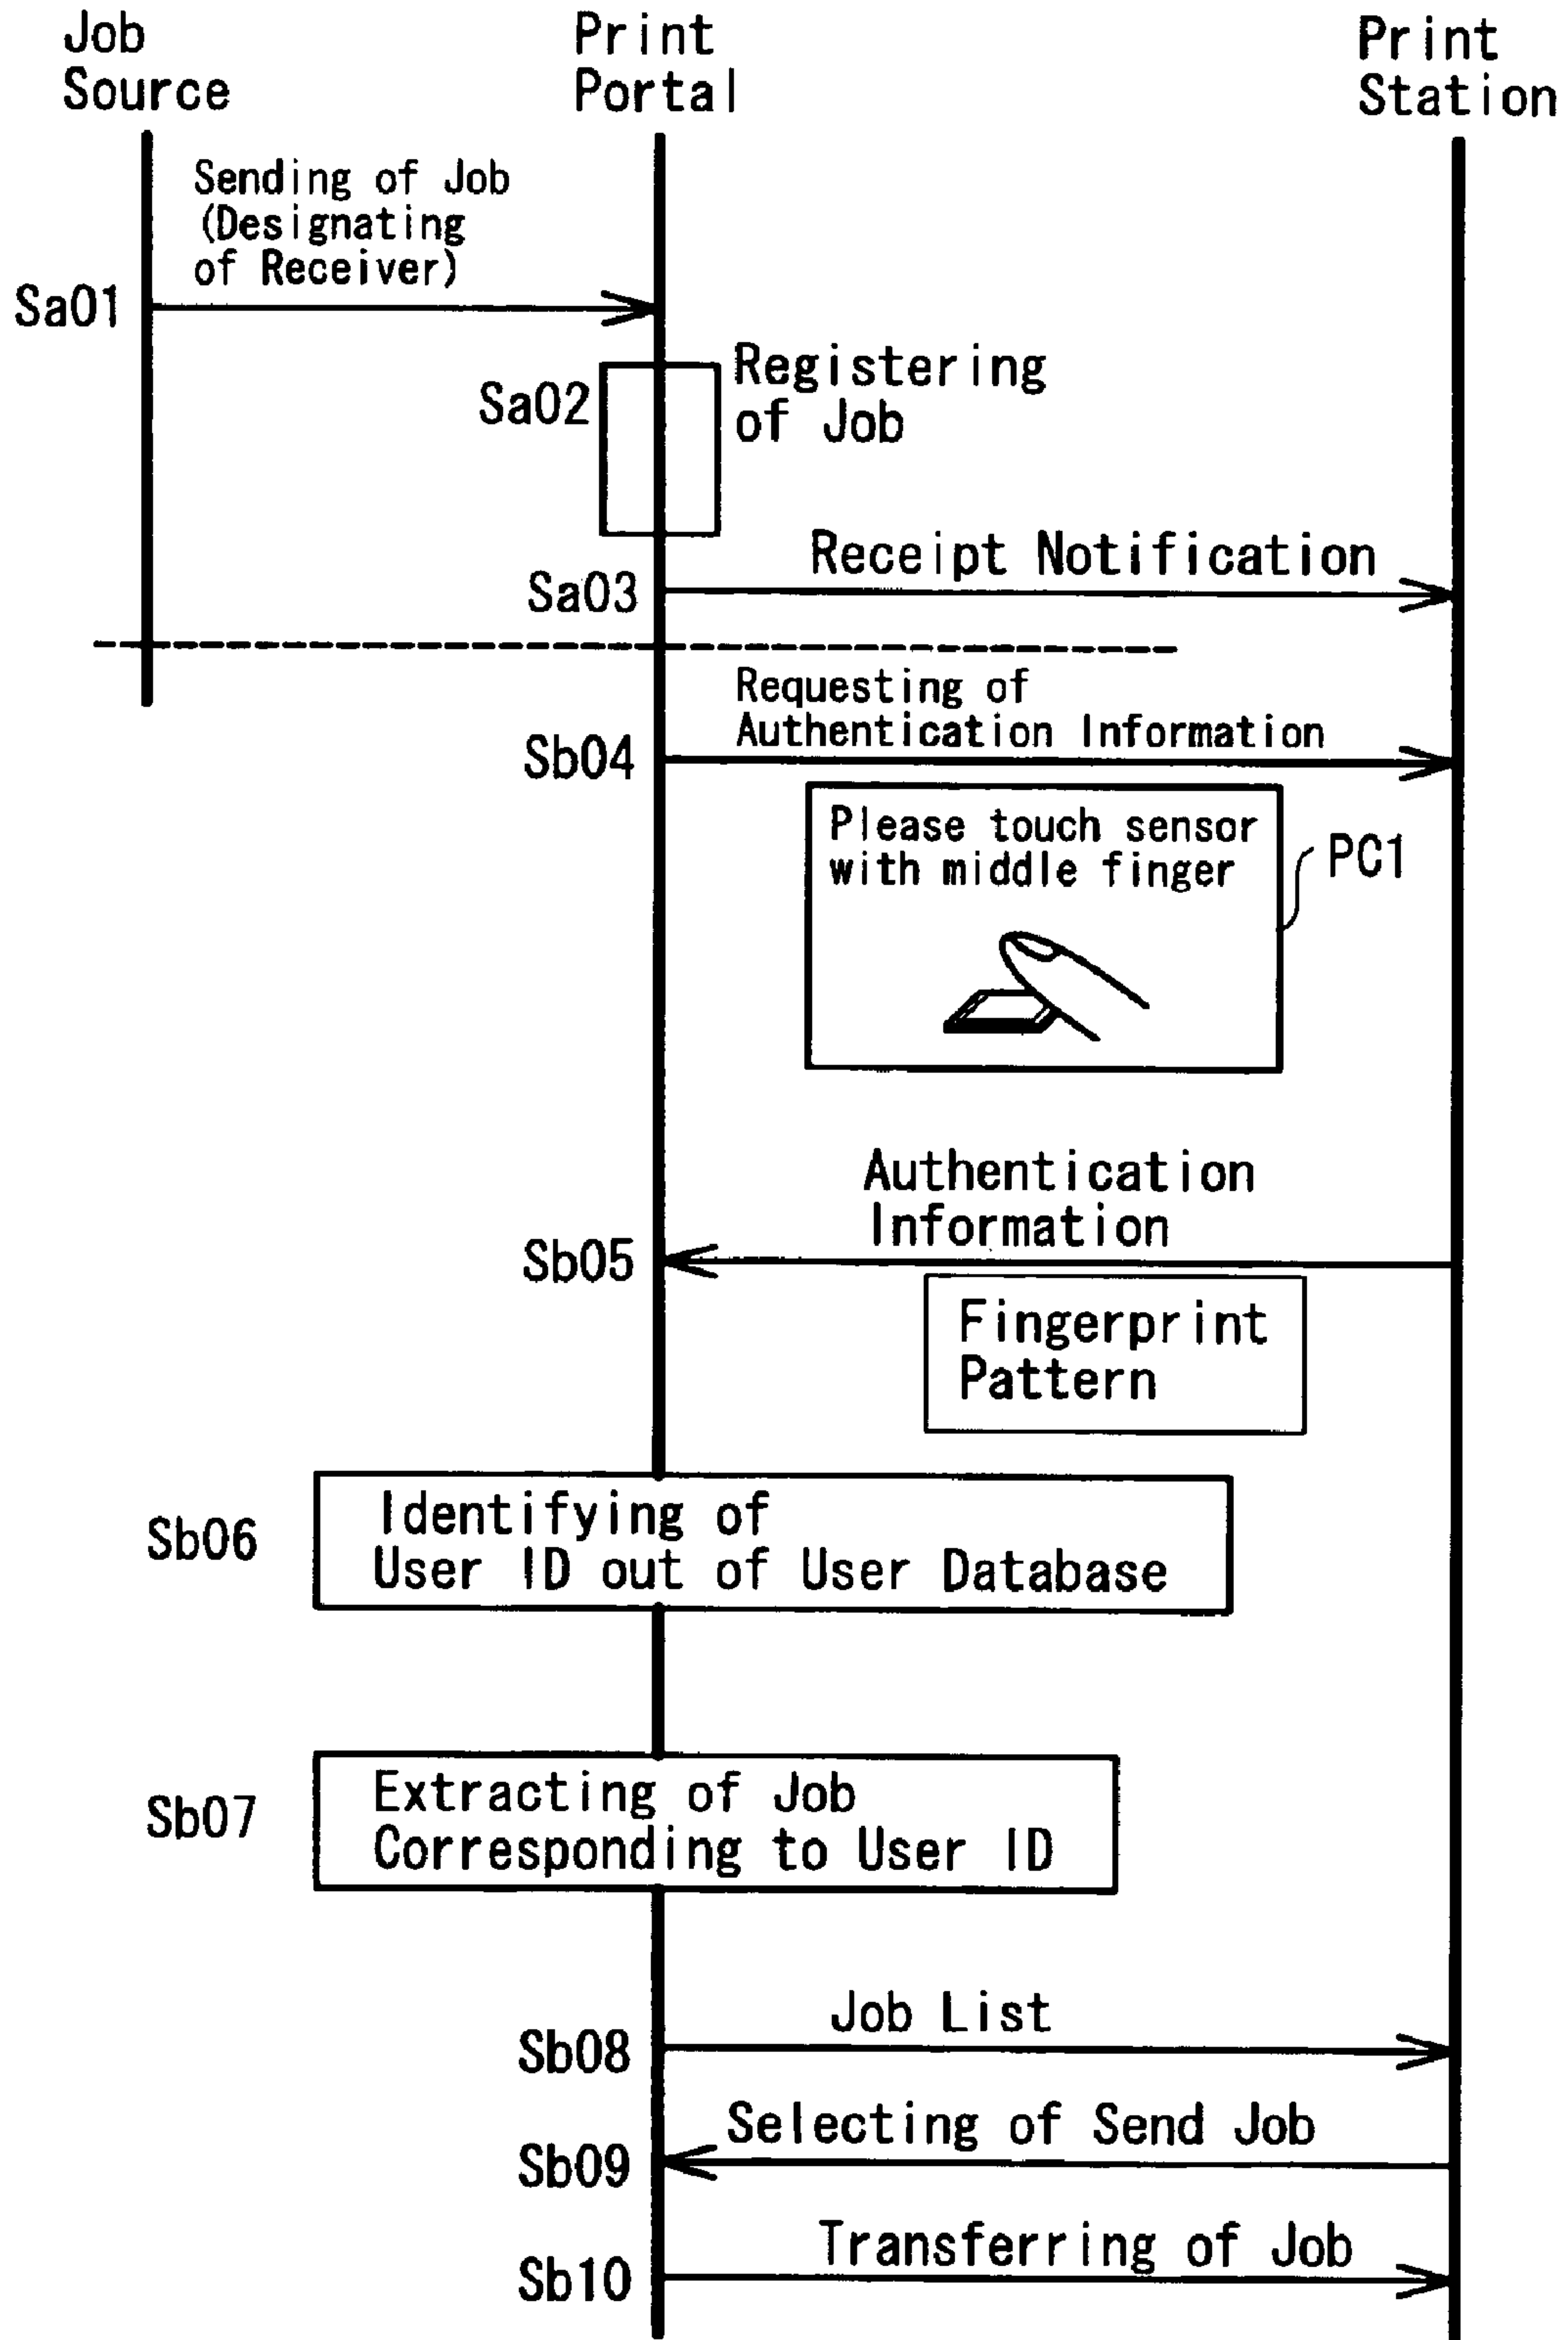 Job
Source
Print
Portal
Print
Station
Sending of Job
(Designating
of Receiver)
Sa01
Sa02
Registering
of Job
Receipt Notification
Sa03
Requesting of
Authentication Information
Sb04
Please touch sensor
with middle finger
PC1
Authentication
Information
Sb05
Fingerprint
Pattern
Sb06
Identifying of
User ID out of User Database
Sb07
Extracting of Job
Corresponding to User ID
Job List
Sb08
Selecting of Send Job
Sb09
Transferring of Job
Sb10